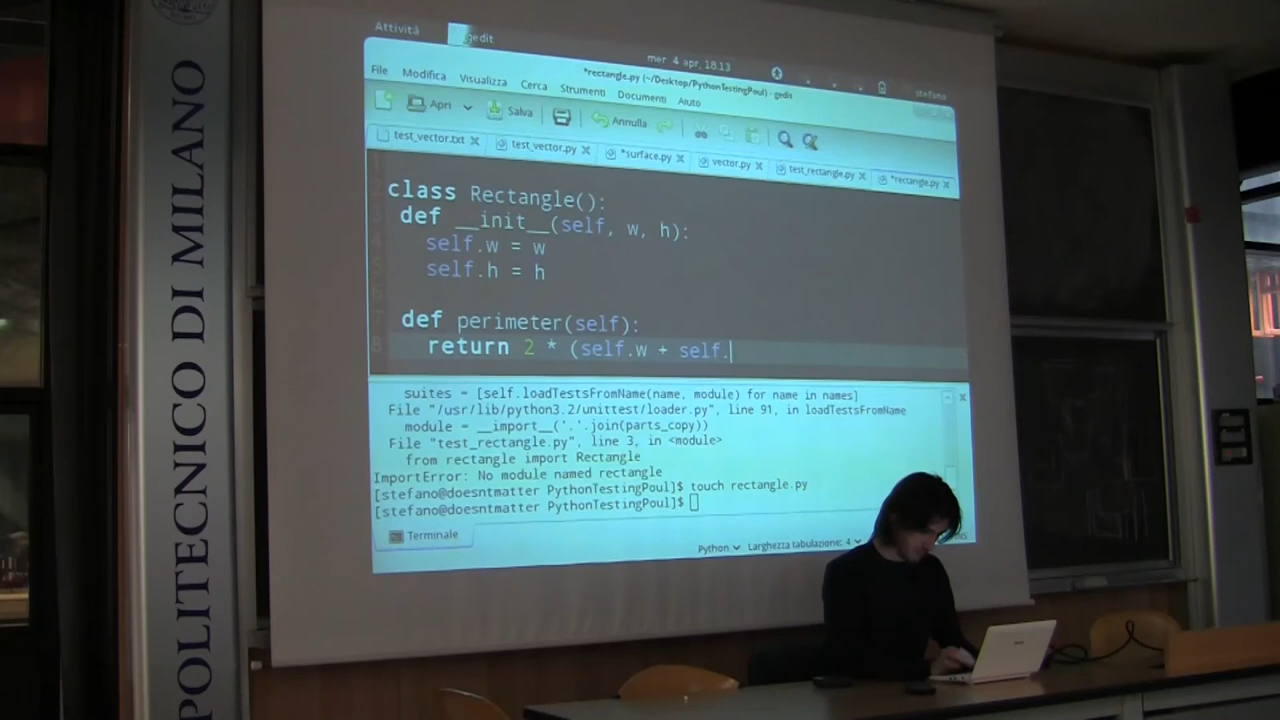 POLITECNICO DI MILANO
Attività gedit
mer 4 apr, 18.13
stefano
*rectangle.py (~/Desktop/PythonTestingPoul) - gedit
File Modifica Visualizza Cerca Strumenti Documenti Aiuto
Apri Salva Annulla
test_vector.txt test_vector.py *surface.py vector.py test_rectangle.py *rectangle.py
class Rectangle():
def __init__(self, w, h):
self.w = w
self.h = h
def perimeter(self):
return 2 * (self.w + self.
suites = [self.loadTestsFromName(name, module) for name in names]
File "/usr/lib/python3.2/unittest/loader.py", line 91, in loadTestsFromName
module = __import__('.'.join(parts_copy))
File "test_rectangle.py", line 3, in <module>
from rectangle import Rectangle
ImportError: No module named rectangle
[stefano@doesntmatter PythonTestingPoul]$ touch rectangle.py
[stefano@doesntmatter PythonTestingPoul]$
Terminale
Python Larghezza tabulazione: 4